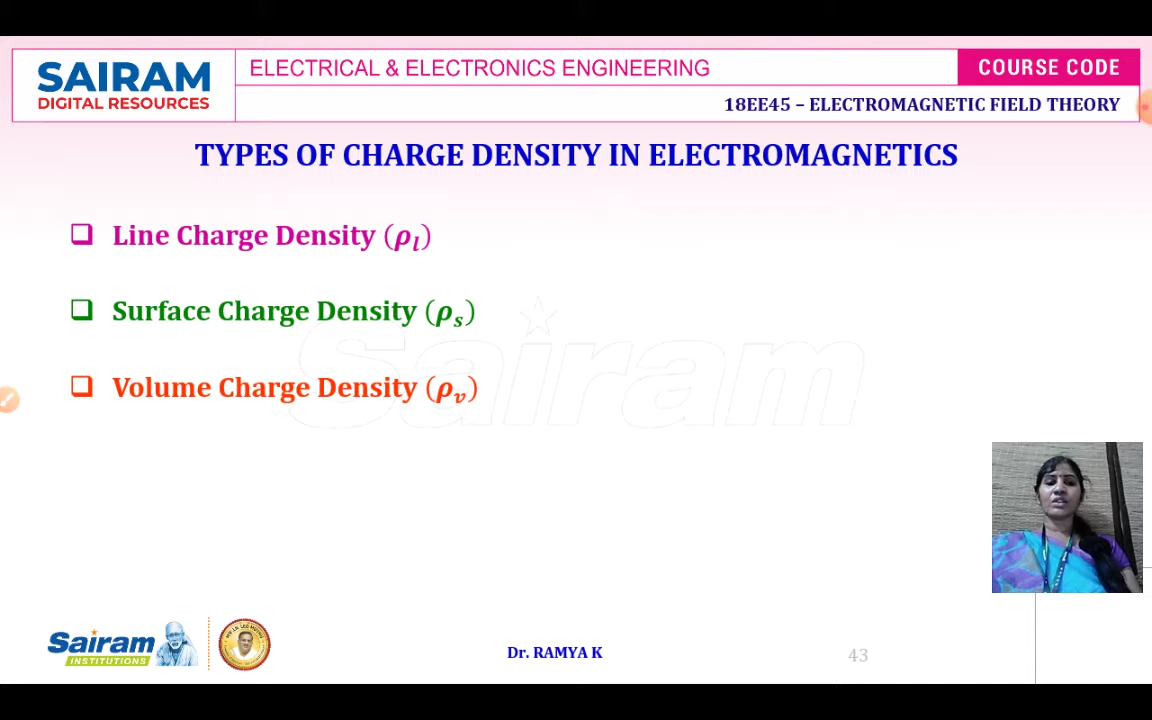 SAIRAM
DIGITAL RESOURCES
ELECTRICAL & ELECTRONICS ENGINEERING
COURSE CODE
18EE45 – ELECTROMAGNETIC FIELD THEORY
TYPES OF CHARGE DENSITY IN ELECTROMAGNETICS
❑ Line Charge Density (ρₗ)
❑ Surface Charge Density (ρₛ)
❑ Volume Charge Density (ρᵥ)
Sairam
Sairam
INSTITUTIONS
Dr. RAMYA K
43